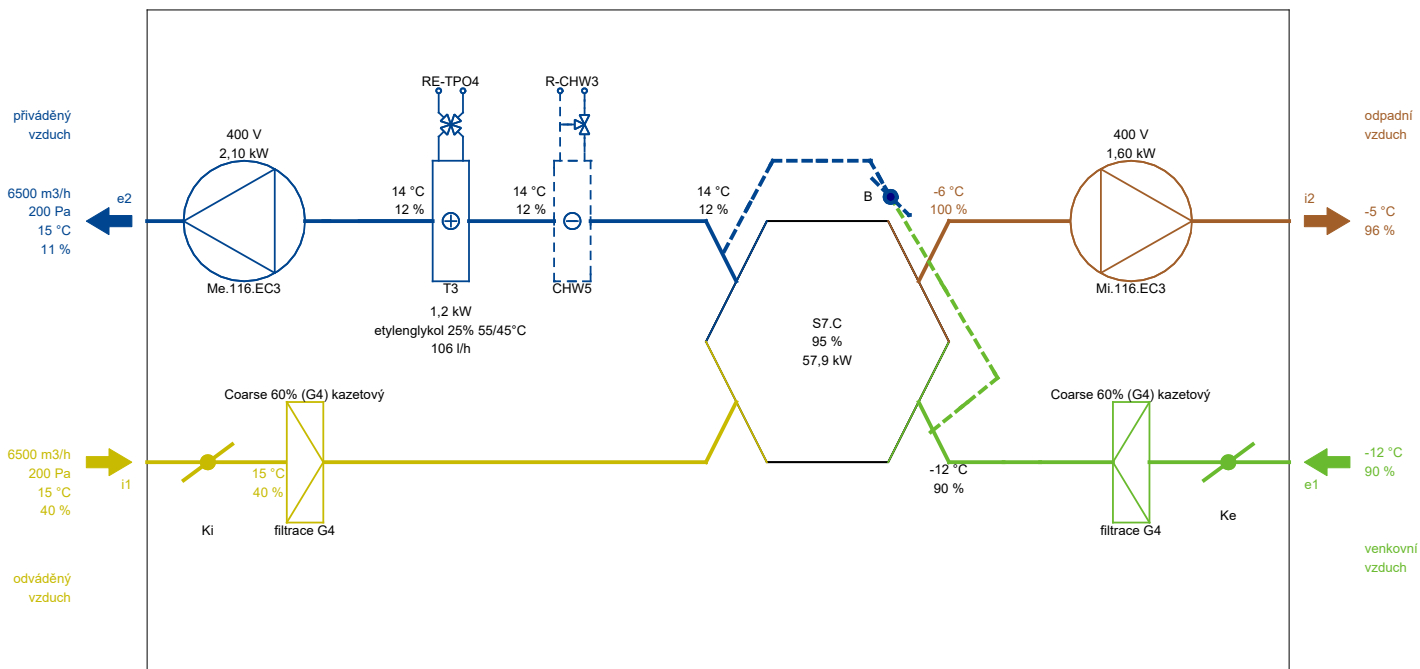 RE-TPO4
R-CHW3
přiváděný
vzduch
400 V
2,10 kW
400 V
1,60 kW
odpadní
vzduch
6500 m3/h
200 Pa
15 °C
11 %
e2
14 °C
12 %
14 °C
12 %
14 °C
12 %
B
-6 °C
100 %
i2
-5 °C
96 %
Me.116.EC3
T3
CHW5
Mi.116.EC3
1,2 kW
etylenglykol 25% 55/45°C
106 l/h
S7.C
95 %
57,9 kW
Coarse 60% (G4) kazetový
Coarse 60% (G4) kazetový
6500 m3/h
200 Pa
15 °C
40 %
i1
15 °C
40 %
-12 °C
90 %
-12 °C
90 %
e1
Ki
filtrace G4
filtrace G4
Ke
odváděný
vzduch
venkovní
vzduch